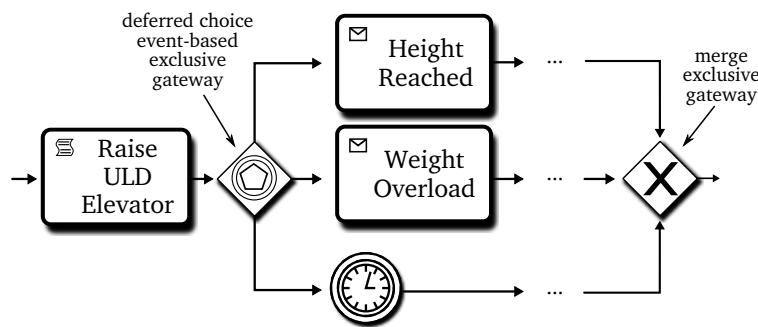 deferred choice
event-based
exclusive
gateway
Height
Reached
...
merge
exclusive
gateway
Raise
ULD
Elevator
Weight
Overload
...
X
...